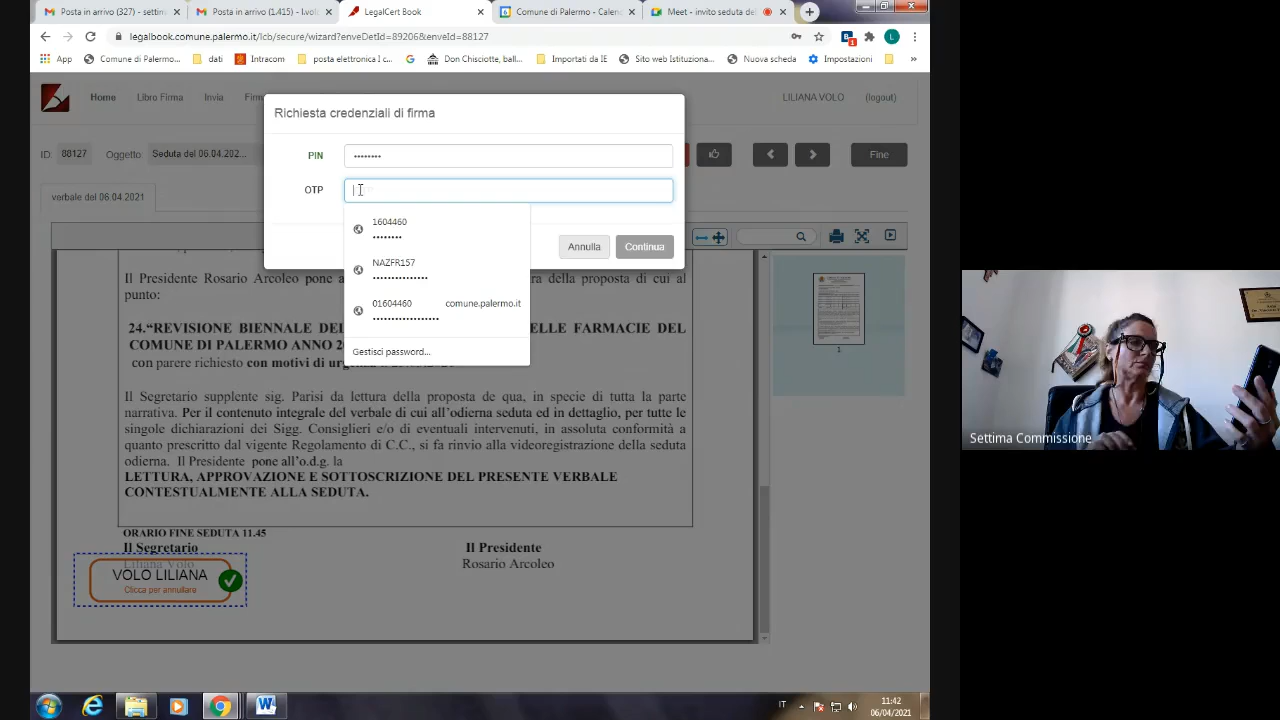 Posta in arrivo (327) - settim
Posta in arrivo (1.415) - l.volo
LegalCert Book
Comune di Palermo - Calen
Meet - invito seduta de
legalbook.comune.palermo.it/lcb/secure/wizard?enveDetId=89206&enveId=88127
L
App
Comune di Palermo...
dati
Intracom
posta elettronica l c...
Don Chisciotte, ball...
Importati da IE
Sito web Istituziona...
Nuova scheda
Impostazioni
»
Home
Libro Firma
Invia
LILIANA VOLO
(logout)
Richiesta credenziali di firma
PIN
••••••••
OTP
ID:
88127
Oggetto
Seduta del 06.04.202...
Fine
verbale del 06 04 2021
1604460
••••••••
NAZFR157
01604460
comune.palermo.it
Gestisci password...
Annulla
Continua
Il Presidente Rosario Arcoleo pone a
ra della proposta di cui al
punto:
24."REVISIONE BIENNALE DEL
ELLE FARMACIE DEL
COMUNE DI PALERMO ANNO 2
con parere richiesto con motivi di
Il Segretario supplente sig. Parisi da lettura della proposta de qua, in specie di tutta la parte
narrativa. Per il contenuto integrale del verbale di cui all'odierna seduta ed in dettaglio, per tutte le
singole dichiarazioni dei Sigg. Consiglieri e/o di eventuali intervenuti, in assoluta conformità a
quanto prescritto dal vigente Regolamento di C.C., si fa rinvio alla videoregistrazione della seduta
odierna. Il Presidente pone all'o.d.g. la
LETTURA, APPROVAZIONE E SOTTOSCRIZIONE DEL PRESENTE VERBALE
CONTESTUALMENTE ALLA SEDUTA.
ORARIO FINE SEDUTA 11.45
Il Segretario
Il Presidente
Liliana Volo
Rosario Arcoleo
VOLO LILIANA
Clicca per annullare
1
Settima Commissione
IT
11:42
06/04/2021